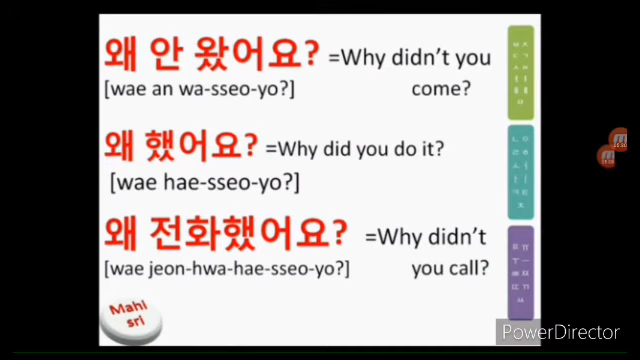 왜 안 왔어요? =Why didn't you
[wae an wa-sseo-yo?] come?
왜 했어요? =Why did you do it?
[wae hae-sseo-yo?]
왜 전화했어요? =Why didn't
[wae jeon-hwa-hae-sseo-yo?] you call?
Mahi
sri
PowerDirector